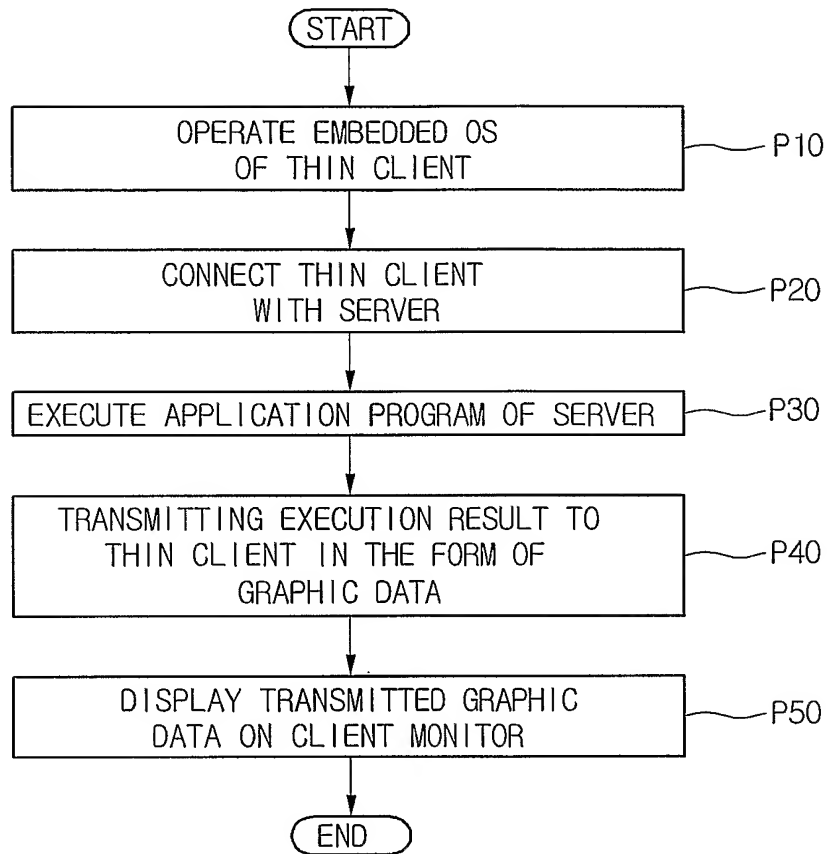 START
OPERATE EMBEDDED OS
OF THIN CLIENT
P10
CONNECT THIN CLIENT
WITH SERVER
P20
EXECUTE APPLICATION PROGRAM OF SERVER
P30
TRANSMITTING EXECUTION RESULT TO
THIN CLIENT IN THE FORM OF
GRAPHIC DATA
P40
DISPLAY TRANSMITTED GRAPHIC
DATA ON CLIENT MONITOR
P50
END